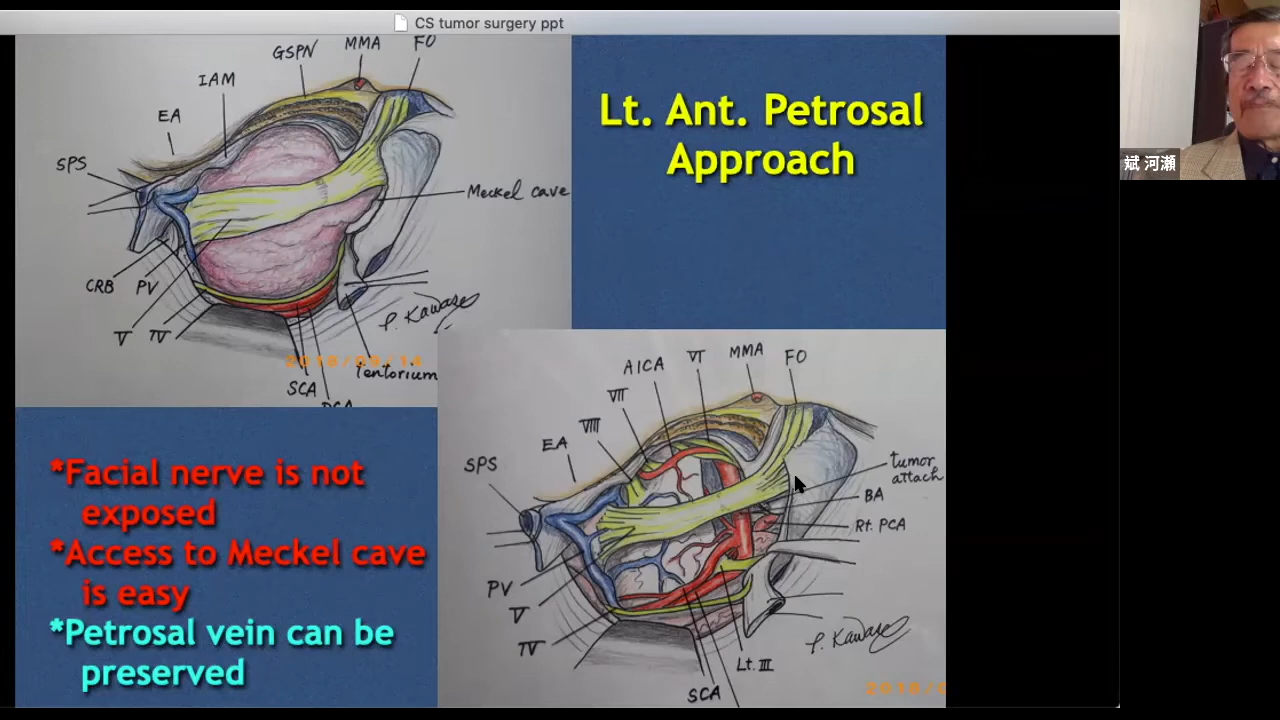 CS tumor surgery ppt
Lt. Ant. Petrosal
Approach
GSPN
MMA
FO
IAM
EA
SPS
Meckel cave
CRB
PV
V
IV
SCA
Tentorium
T. Kawase
*Facial nerve is not
exposed
*Access to Meckel cave
is easy
*Petrosal vein can be
preserved
AICA
VI
MMA
FO
VII
VIII
EA
SPS
tumor
attach
BA
Rt. PCA
PV
V
IV
Lt. III
SCA
T. Kawase
斌 河瀬